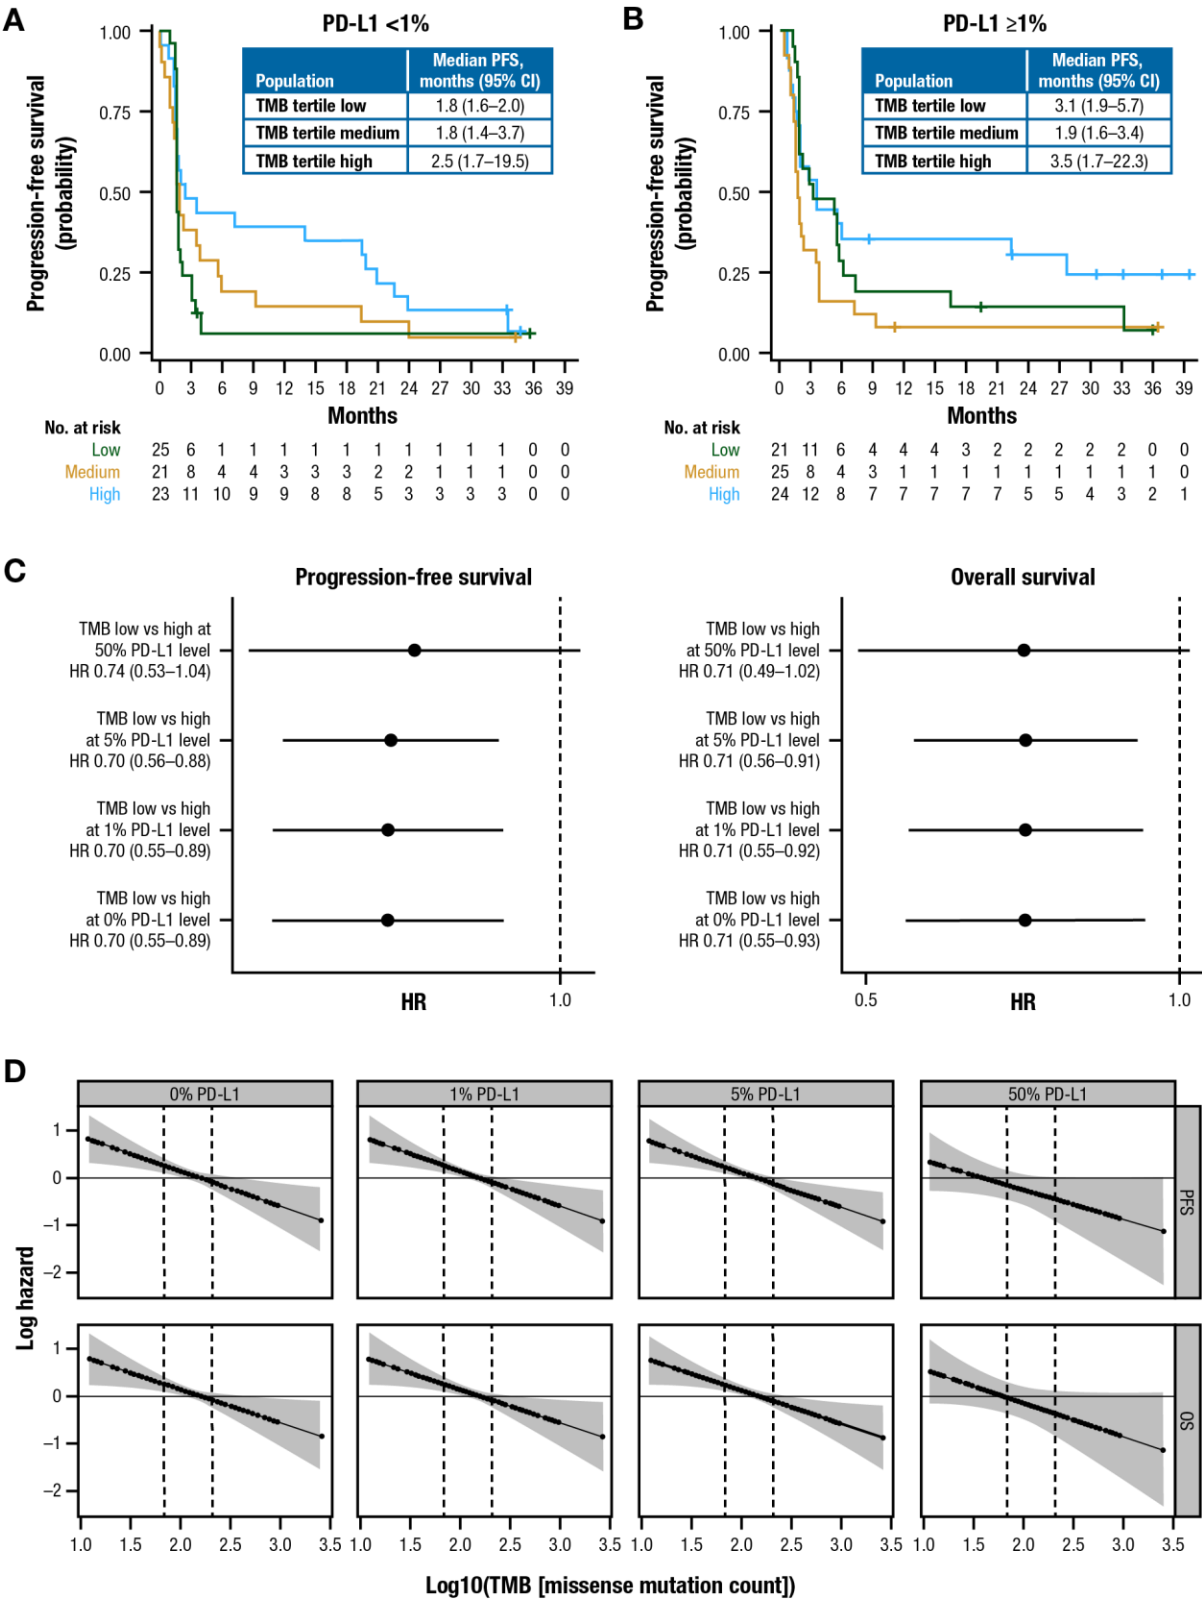 A
PD-L1 <1%
Progression-free survival
(probability)
1.00
0.75
0.50
0.25
0.00
Population
Median PFS,
months (95% CI)
TMB tertile low
1.8 (1.6–2.0)
TMB tertile medium
1.8 (1.4–3.7)
TMB tertile high
2.5 (1.7–19.5)
0 3 6 9 12 15 18 21 24 27 30 33 36 39
Months
No. at risk
Low 25 6 1 1 1 1 1 1 1 1 1 1 0 0
Medium 21 8 4 4 3 3 3 2 2 1 1 1 0 0
High 23 11 10 9 9 8 8 5 3 3 3 3 0 0
B
PD-L1 ≥1%
Progression-free survival
(probability)
1.00
0.75
0.50
0.25
0.00
Population
Median PFS,
months (95% CI)
TMB tertile low
3.1 (1.9–5.7)
TMB tertile medium
1.9 (1.6–3.4)
TMB tertile high
3.5 (1.7–22.3)
0 3 6 9 12 15 18 21 24 27 30 33 36 39
Months
No. at risk
Low 21 11 6 4 4 4 3 2 2 2 2 2 0 0
Medium 25 8 4 3 1 1 1 1 1 1 1 1 1 0
High 24 12 8 7 7 7 7 7 5 5 4 3 2 1
C
Progression-free survival
TMB low vs high at
50% PD-L1 level
HR 0.74 (0.53–1.04)
TMB low vs high
at 5% PD-L1 level
HR 0.70 (0.56–0.88)
TMB low vs high
at 1% PD-L1 level
HR 0.70 (0.55–0.89)
TMB low vs high
at 0% PD-L1 level
HR 0.70 (0.55–0.89)
HR
1.0
Overall survival
TMB low vs high
at 50% PD-L1 level
HR 0.71 (0.49–1.02)
TMB low vs high
at 5% PD-L1 level
HR 0.71 (0.56–0.91)
TMB low vs high
at 1% PD-L1 level
HR 0.71 (0.55–0.92)
TMB low vs high
at 0% PD-L1 level
HR 0.71 (0.55–0.93)
0.5
HR
1.0
D
0% PD-L1
1% PD-L1
5% PD-L1
50% PD-L1
Log hazard
1
0
−1
−2
PFS
1
0
−1
−2
OS
1.0 1.5 2.0 2.5 3.0 3.5
1.0 1.5 2.0 2.5 3.0 3.5
1.0 1.5 2.0 2.5 3.0 3.5
1.0 1.5 2.0 2.5 3.0 3.5
Log10(TMB [missense mutation count])